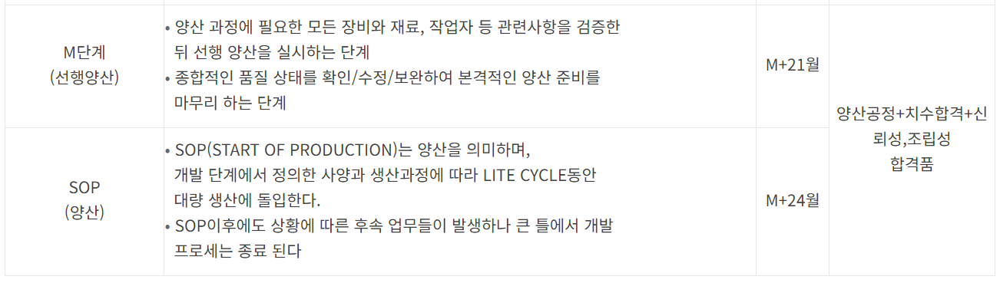 M단계
(선행양산)
• 양산 과정에 필요한 모든 장비와 재료, 작업자 등 관련사항을 검증한
뒤 선행 양산을 실시하는 단계
• 종합적인 품질 상태를 확인/수정/보완하여 본격적인 양산 준비를
마무리 하는 단계
M+21월
양산공정+치수합격+신
뢰성,조립성
합격품
SOP
(양산)
• SOP(START OF PRODUCTION)는 양산을 의미하며,
개발 단계에서 정의한 사양과 생산과정에 따라 LITE CYCLE동안
대량 생산에 돌입한다.
• SOP이후에도 상황에 따른 후속 업무들이 발생하나 큰 틀에서 개발
프로세는 종료 된다
M+24월